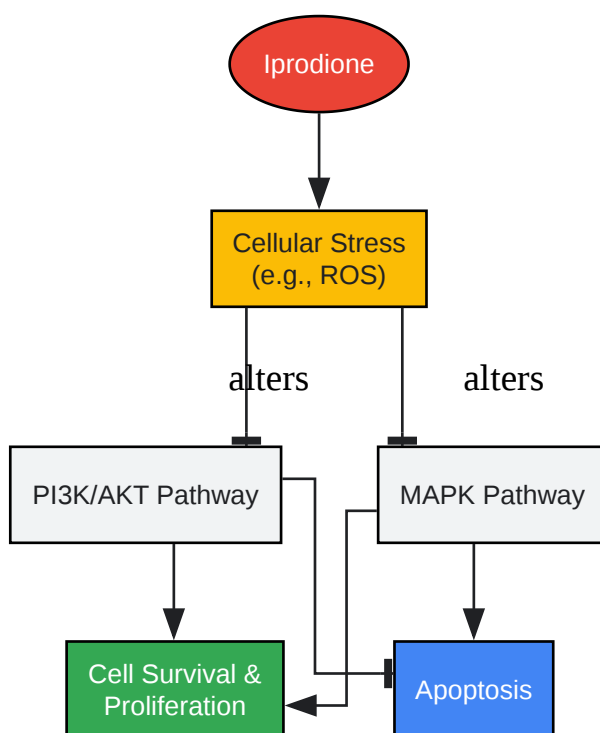 Iprodione
Cellular Stress
(e.g., ROS)
alters
alters
PI3K/AKT Pathway
MAPK Pathway
Cell Survival &
Proliferation
Apoptosis